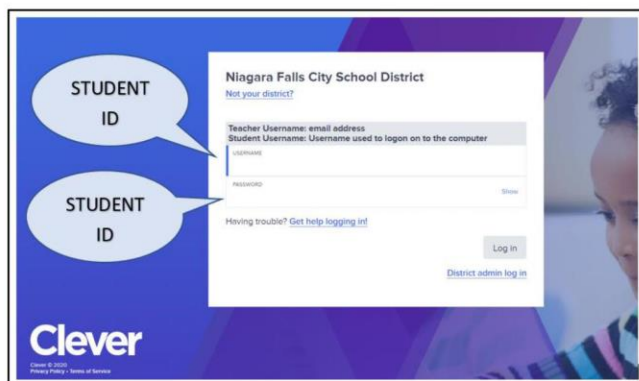 STUDENT
ID
STUDENT
ID
Niagara Falls City School District
Not your district?
Teacher Username: email address
Student Username: Username used to logon on to the computer
USERNAME
PASSWORD
Show
Having trouble? Get help logging in!
Log in
District admin log in
Clever
Clever © 2020
Privacy Policy • Terms of Service